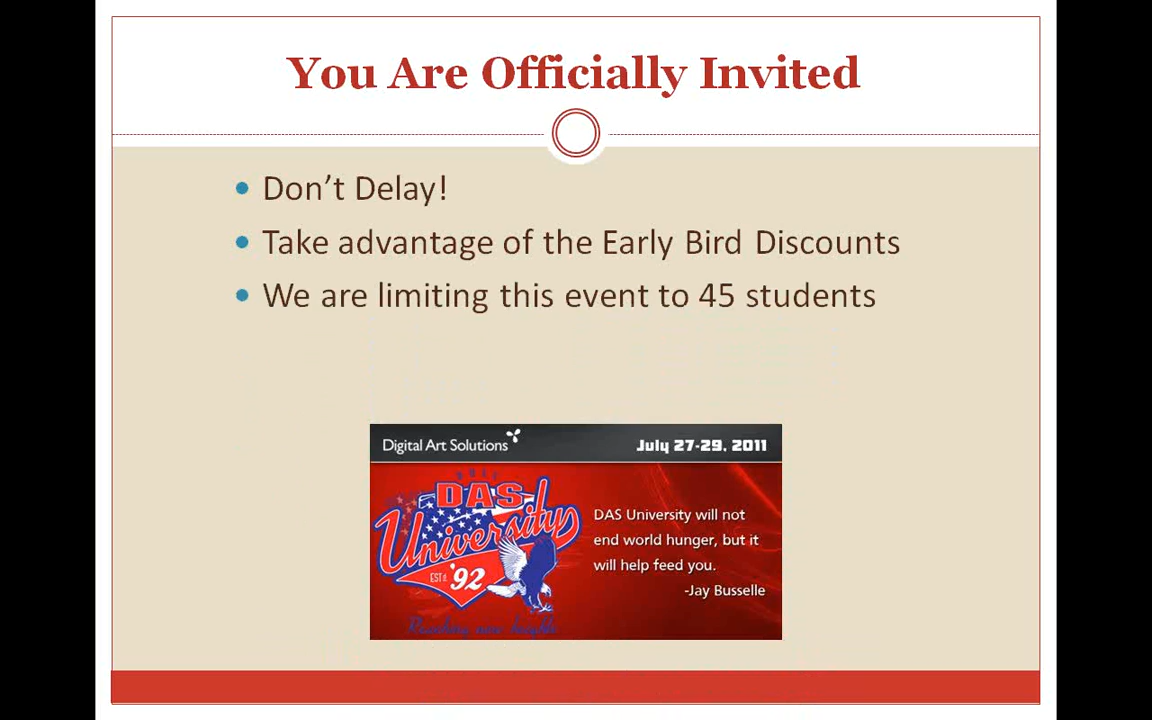 You Are Officially Invited
• Don’t Delay!
• Take advantage of the Early Bird Discounts
• We are limiting this event to 45 students
Digital Art Solutions
July 27-29, 2011
DAS
University
EST. '92
DAS University will not
end world hunger, but it
will help feed you.
-Jay Busselle